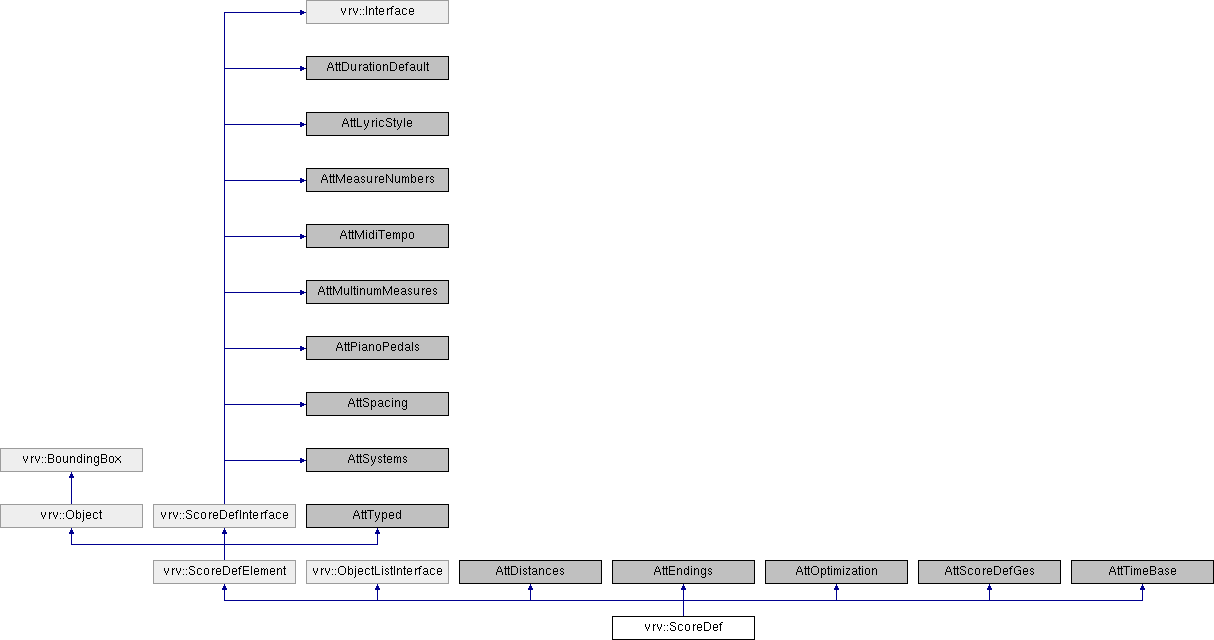 vrv::Interface
AttDurationDefault
AttLyricStyle
AttMeasureNumbers
AttMidiTempo
AttMultinumMeasures
AttPianoPedals
AttSpacing
vrv::BoundingBox AttSystems
vrv::Object vrv::ScoreDefInterface AttTyped
vrv::ScoreDefElement vrv::ObjectListInterface AttDistances AttEndings AttOptimization AttScoreDefGes AttTimeBase
vrv::ScoreDef